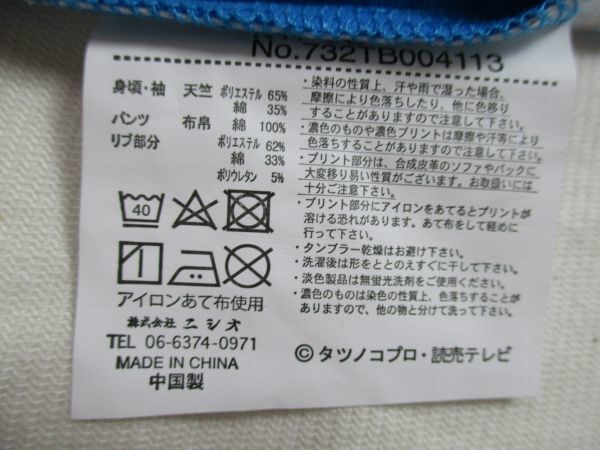 No.732TB004113
身頃・袖 天竺 ポリエステル 65%
綿 35%
パンツ 布帛 綿 100%
リブ部分 ポリエステル 62%
綿 33%
ポリウレタン 5%
・染料の性質上、汗や雨で湿った場合、
摩擦により色落ちしたり、他に色移り
することがありますので注意して下さい。
・濃色のものや濃色プリントは摩擦や汗等により
色落ちすることがありますので注意して下さい。
・プリント部分は、合成皮革のソファやバックに
大変移り易い性質がございます。お取扱いには
十分ご注意下さい。
・プリント部分にアイロンをあてるとプリントが
溶ける恐れがあります。あて布をして軽めに
行って下さい。
・タンブラー乾燥はお避け下さい。
・洗濯後は形をととのえすぐに干して下さい。
・淡色製品は無蛍光洗剤をご使用ください。
・濃色のものは染色の性質上、色落ちすることが
ありますので、他の物と分けて洗って下さい。
40
アイロンあて布使用
株式会社 ニシオ
TEL 06-6374-0971
MADE IN CHINA
中国製
©タツノコプロ・読売テレビ